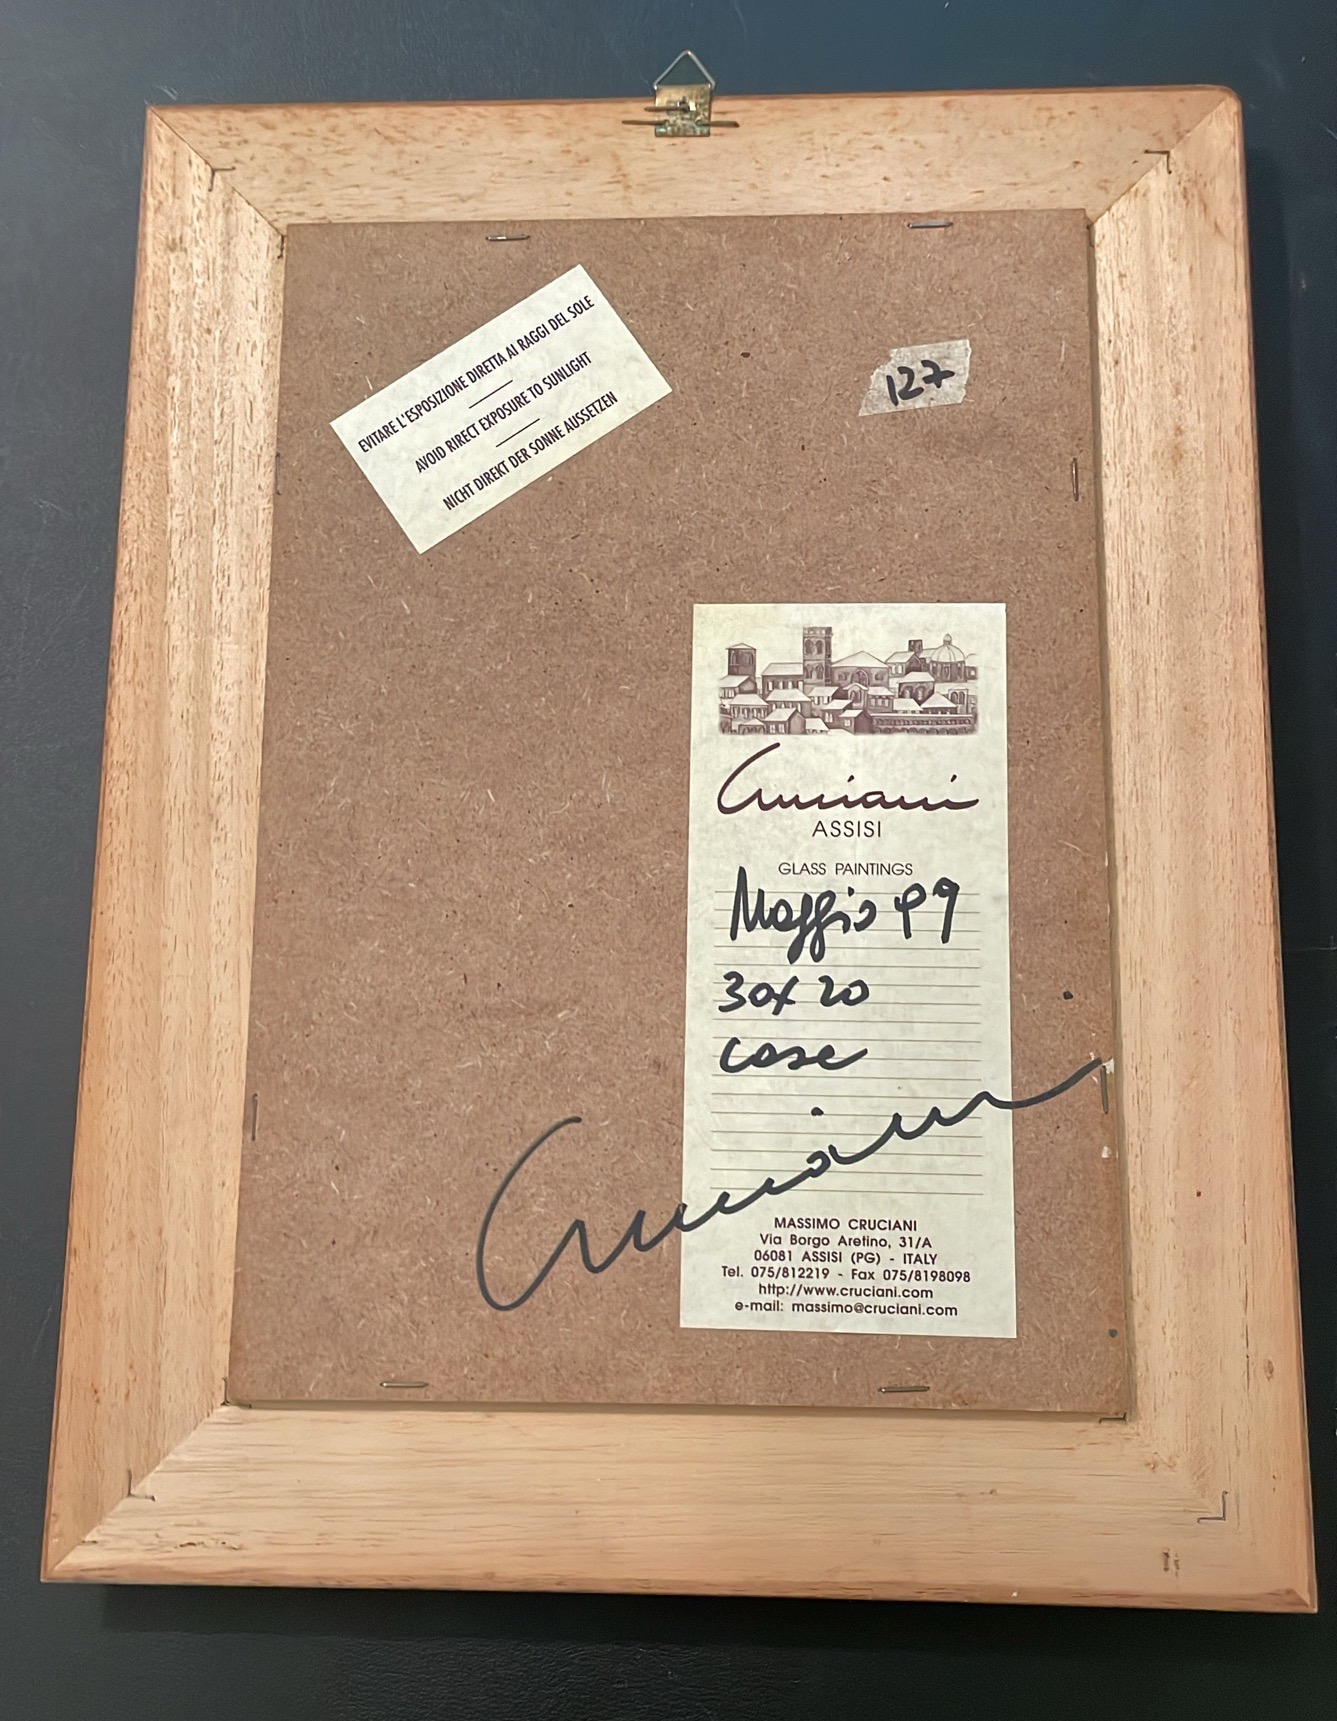 EVITARE L'ESPOSIZIONE DIRETTA AI RAGGI DEL SOLE
AVOID RIRECT EXPOSURE TO SUNLIGHT
NICHT DIREKT DER SONNE AUSSETZEN
127
Cruciani
ASSISI
GLASS PAINTINGS
Maggio 99
30x20
case
Cruciani
MASSIMO CRUCIANI
Via Borgo Aretino, 31/A
06081 ASSISI (PG) - ITALY
Tel. 075/812219 - Fax 075/8198098
http://www.cruciani.com
e-mail: massimo@cruciani.com